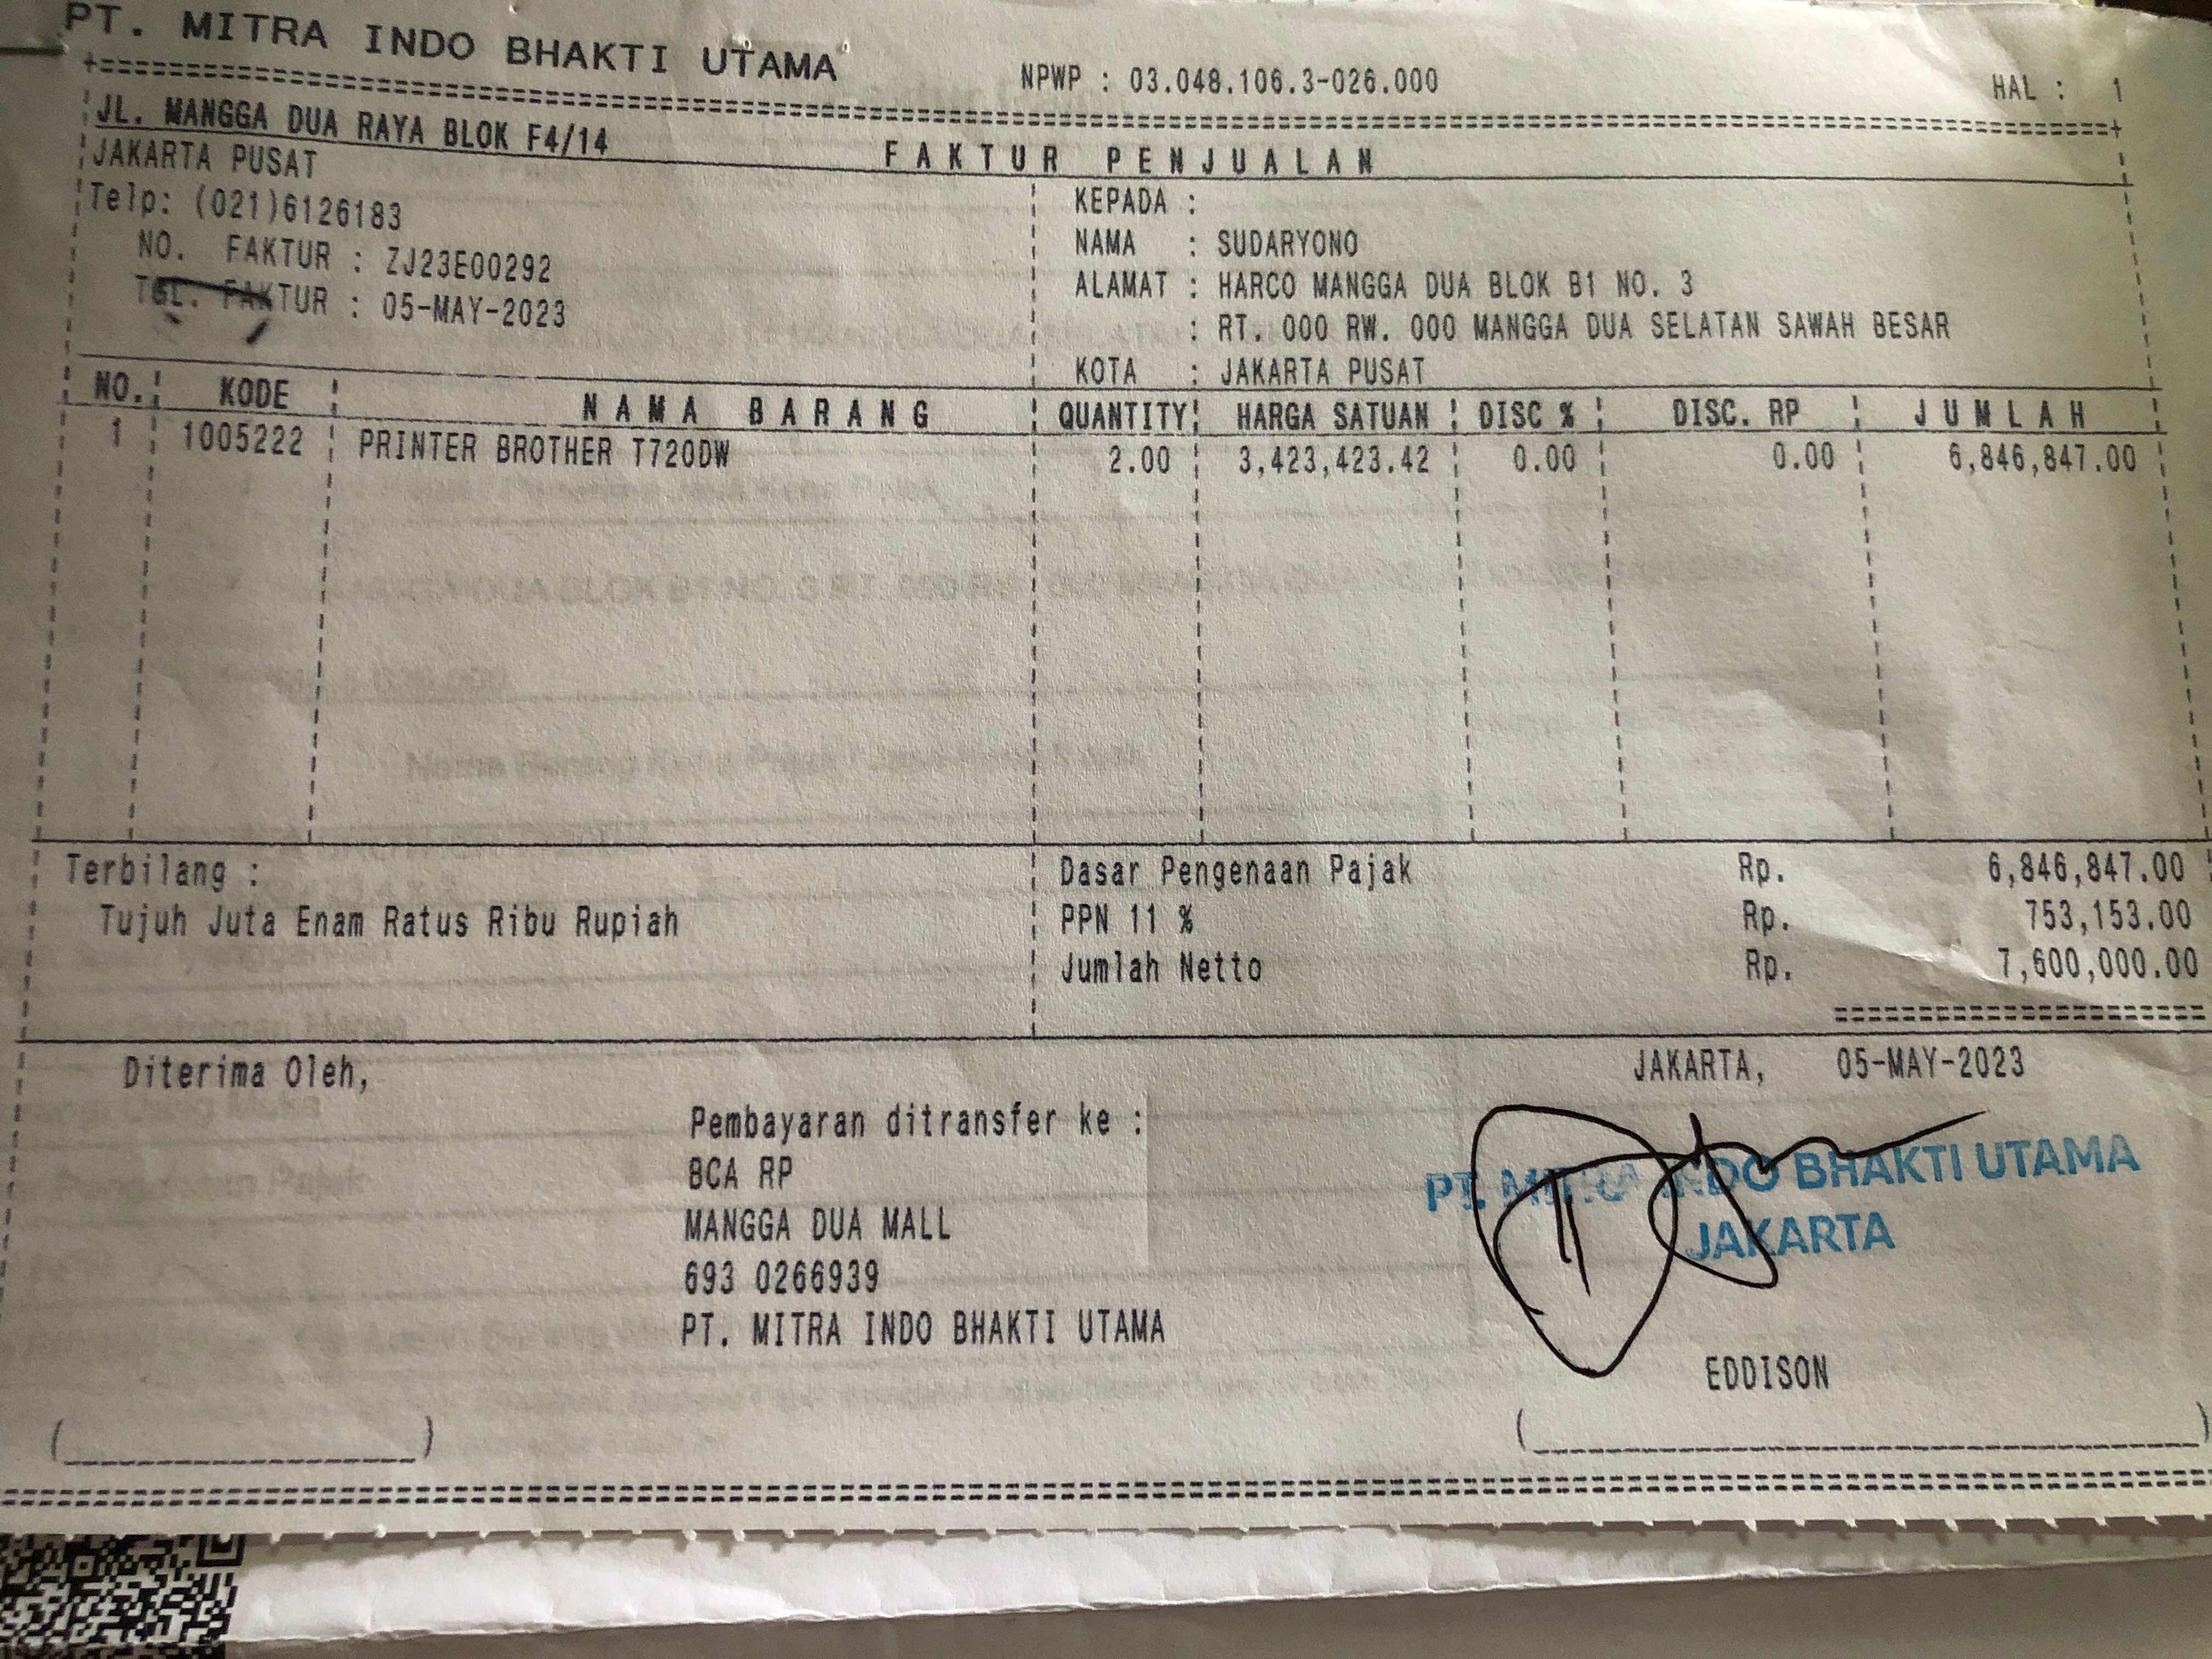 PT. MITRA INDO BHAKTI UTAMA
NPWP : 03.048.106.3-026.000
HAL : 1
JL. MANGGA DUA RAYA BLOK F4/14
JAKARTA PUSAT
Telp: (021)6126183
NO. FAKTUR : ZJ23E00292
TGL. FAKTUR : 05-MAY-2023
FAKTUR PENJUALAN
KEPADA :
NAMA : SUDARYONO
ALAMAT : HARCO MANGGA DUA BLOK B1 NO. 3
: RT. 000 RW. 000 MANGGA DUA SELATAN SAWAH BESAR
KOTA : JAKARTA PUSAT
NO. KODE NAMA BARANG QUANTITY HARGA SATUAN DISC % DISC. RP JUMLAH
1 1005222 PRINTER BROTHER T720DW 2.00 3,423,423.42 0.00 0.00 6,846,847.00
Terbilang :
Tujuh Juta Enam Ratus Ribu Rupiah
Dasar Pengenaan Pajak Rp. 6,846,847.00
PPN 11 % Rp. 753,153.00
Jumlah Netto Rp. 7,600,000.00
Diterima Oleh,
Pembayaran ditransfer ke :
BCA RP
MANGGA DUA MALL
693 0266939
PT. MITRA INDO BHAKTI UTAMA
JAKARTA, 05-MAY-2023
PT. MITRA INDO BHAKTI UTAMA
JAKARTA
EDDISON